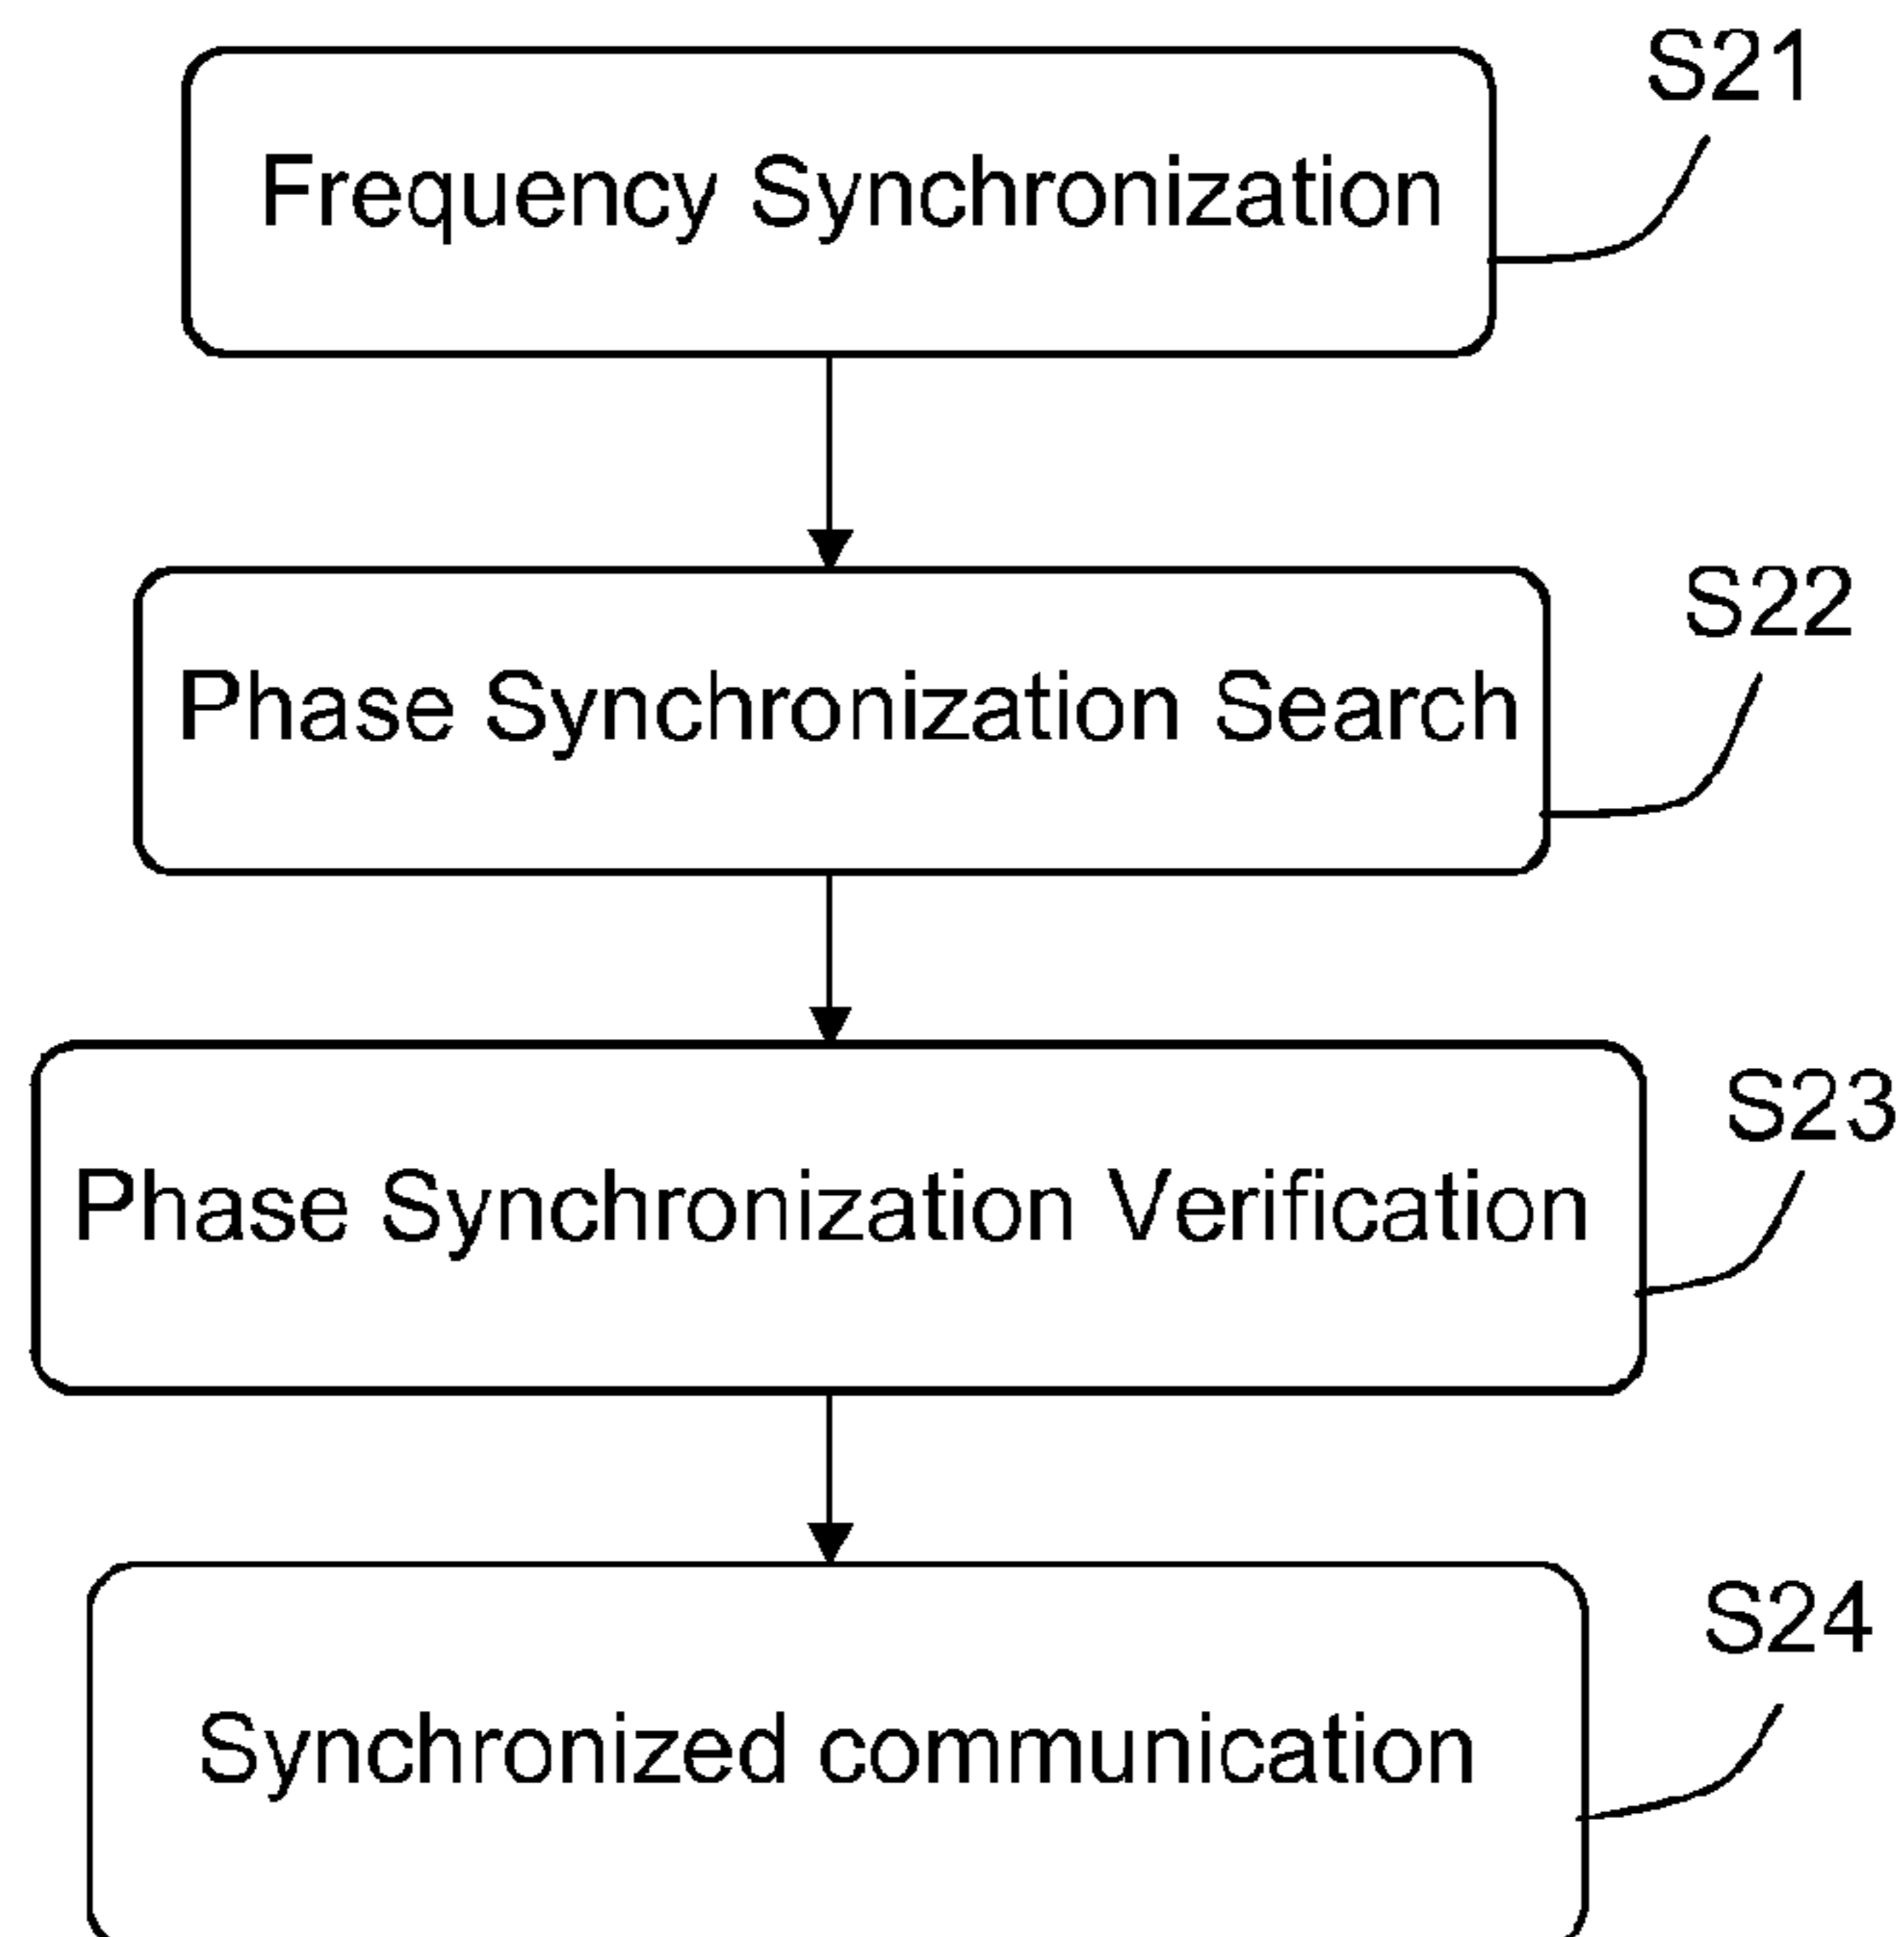 S21
Frequency Synchronization
S22
Phase Synchronization Search
S23
Phase Synchronization Verification
S24
Synchronized communication